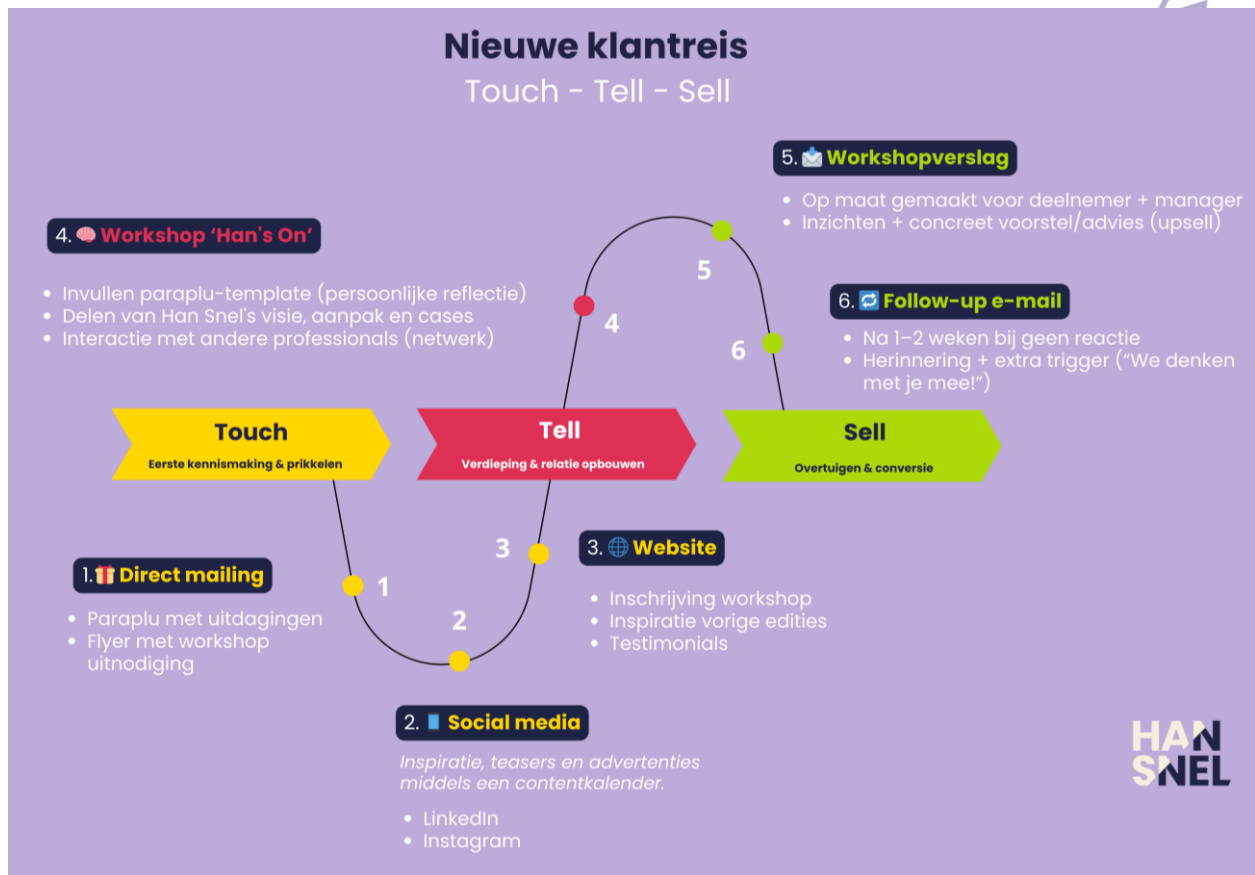 Nieuwe klantreis
Touch - Tell - Sell
5. Workshopverslag
• Op maat gemaakt voor deelnemer + manager
• Inzichten + concreet voorstel/advies (upsell)
4. Workshop ‘Han's On’
• Invullen paraplu-template (persoonlijke reflectie)
• Delen van Han Snel's visie, aanpak en cases
• Interactie met andere professionals (netwerk)
5
4
6
6. Follow-up e-mail
• Na 1–2 weken bij geen reactie
• Herinnering + extra trigger (“We denken
met je mee!”)
Touch
Eerste kennismaking & prikkelen
Tell
Verdieping & relatie opbouwen
Sell
Overtuigen & conversie
1. Direct mailing
• Paraplu met uitdagingen
• Flyer met workshop
uitnodiging
1
2
3
3. Website
• Inschrijving workshop
• Inspiratie vorige edities
• Testimonials
2. Social media
Inspiratie, teasers en advertenties
middels een contentkalender.
• LinkedIn
• Instagram
HAN
SNEL